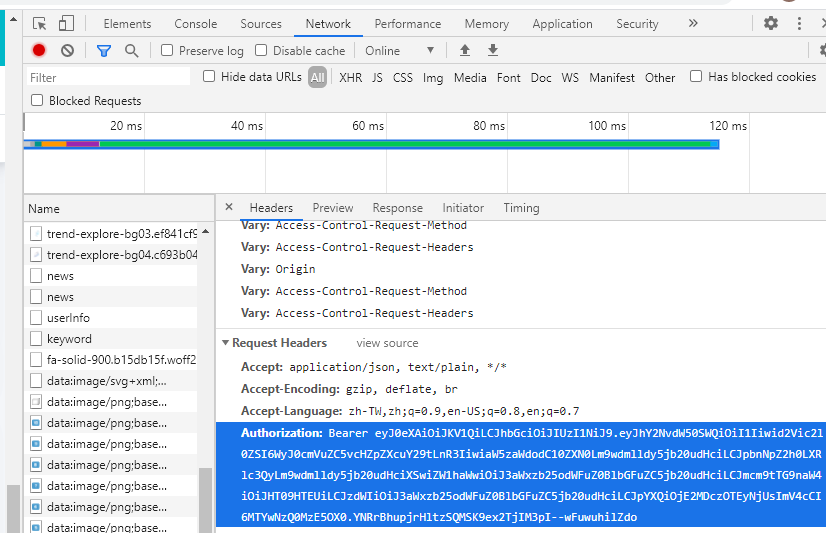 Elements Console Sources Network Performance Memory Application Security »
Preserve log Disable cache Online ▼
Filter Hide data URLs All XHR JS CSS Img Media Font Doc WS Manifest Other Has blocked cookies
Blocked Requests
20 ms 40 ms 60 ms 80 ms 100 ms 120 ms
Name
trend-explore-bg03.ef841cf9
trend-explore-bg04.c693b04
news
news
userInfo
keyword
fa-solid-900.b15db15f.woff2
data:image/svg+xml;...
data:image/png;base...
data:image/png;base...
data:image/png;base...
data:image/png;base...
data:image/png;base...
data:image/png;base...
data:image/png;base...
× Headers Preview Response Initiator Timing
Vary: Access-Control-Request-Method
Vary: Access-Control-Request-Headers
Vary: Origin
Vary: Access-Control-Request-Method
Vary: Access-Control-Request-Headers
▼ Request Headers view source
Accept: application/json, text/plain, */*
Accept-Encoding: gzip, deflate, br
Accept-Language: zh-TW,zh;q=0.9,en-US;q=0.8,en;q=0.7
Authorization: Bearer